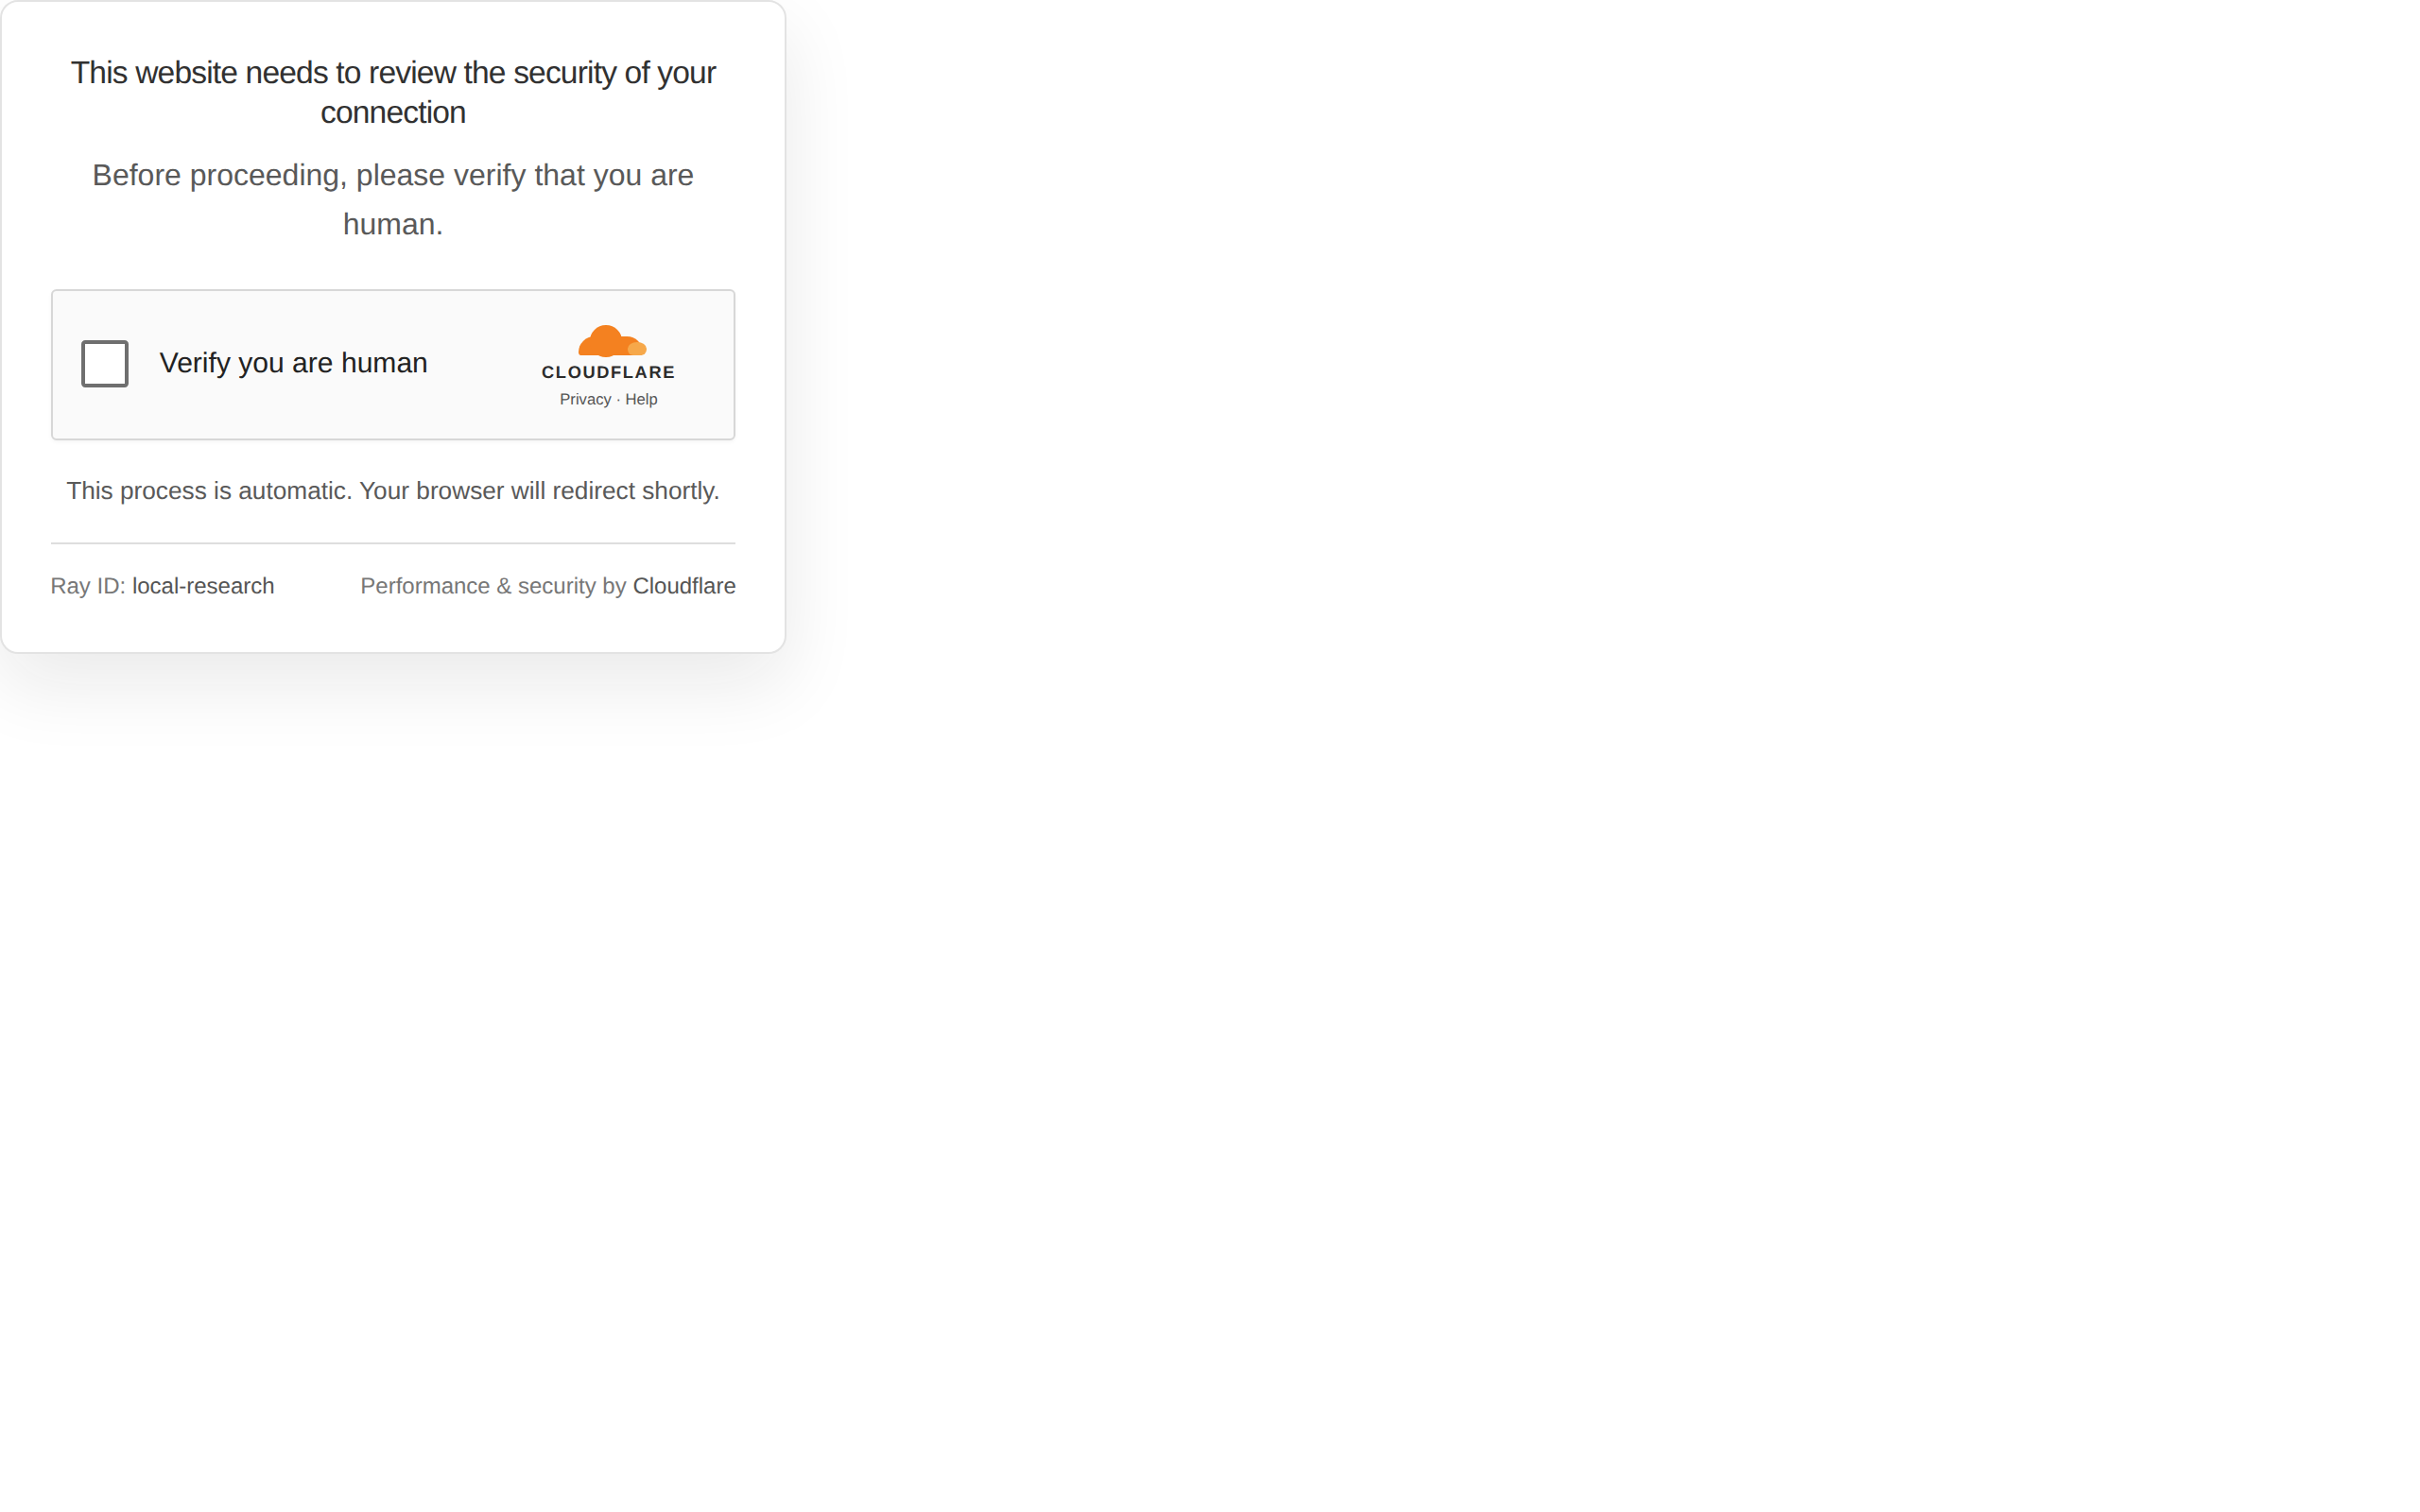 This website needs to review the security of your
connection
Before proceeding, please verify that you are
human.
Verify you are human
CLOUDFLARE
Privacy · Help
This process is automatic. Your browser will redirect shortly.
Ray ID: local-research
Performance & security by Cloudflare